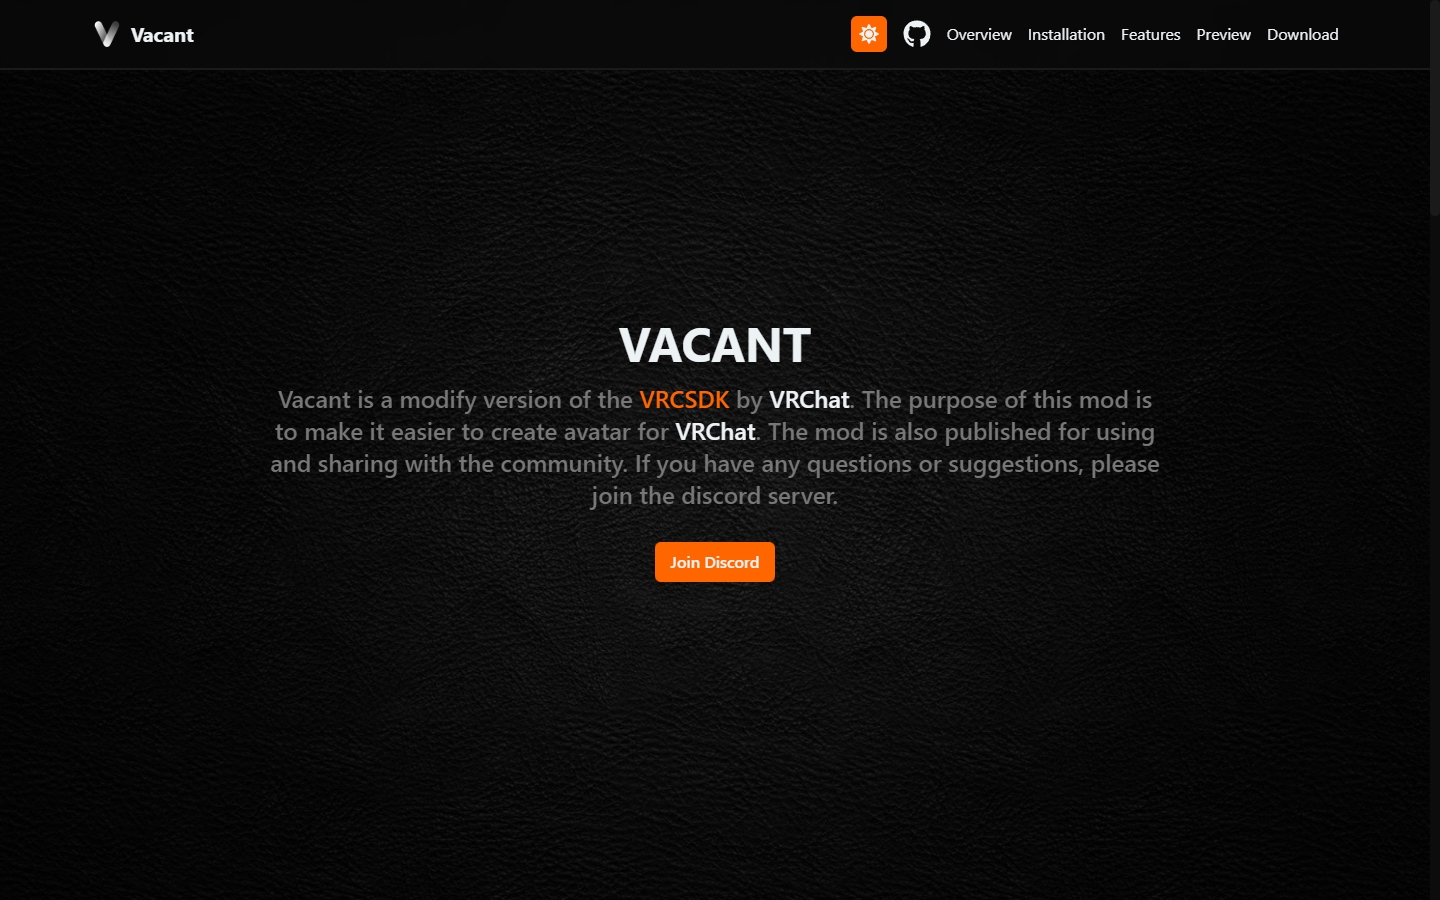 Vacant
Overview Installation Features Preview Download
VACANT
Vacant is a modify version of the VRCSDK by VRChat. The purpose of this mod is
to make it easier to create avatar for VRChat. The mod is also published for using
and sharing with the community. If you have any questions or suggestions, please
join the discord server.
Join Discord